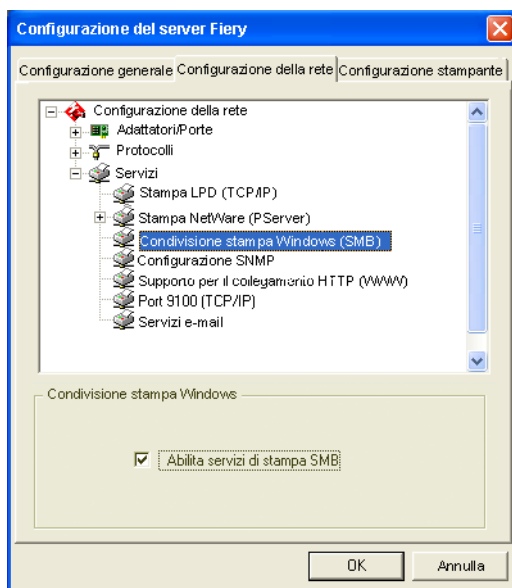 Configurazione del server Fiery
Configurazione generale
Configurazione della rete
Configurazione stampante
Configurazione della rete
Adattatori/Porte
Protocolli
Servizi
Stampa LPD (TCP/IP)
Stampa NetWare (PServer)
Condivisione stampa Windows (SMB)
Configurazione SNMP
Supporto per il collegamento HTTP (WWW)
Port 9100 (TCP/IP)
Servizi e-mail
Condivisione stampa Windows
Abilita servizi di stampa SMB
OK
Annulla